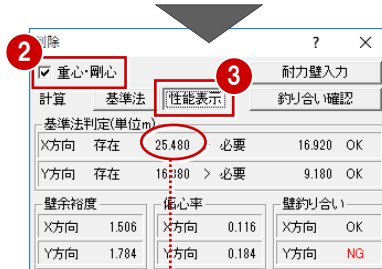 2
削除 ? ×
重心・剛心 耐力壁入力
3
計算 基準法 性能表示 釣り合い確認
基準法判定(単位m)
X方向 存在 25.480 > 必要 16.920 OK
Y方向 存在 16.380 > 必要 9.180 OK
壁余裕度 偏心率 壁釣り合い
X方向 1.506 X方向 0.116 X方向 OK
Y方向 1.784 Y方向 0.184 Y方向 NG